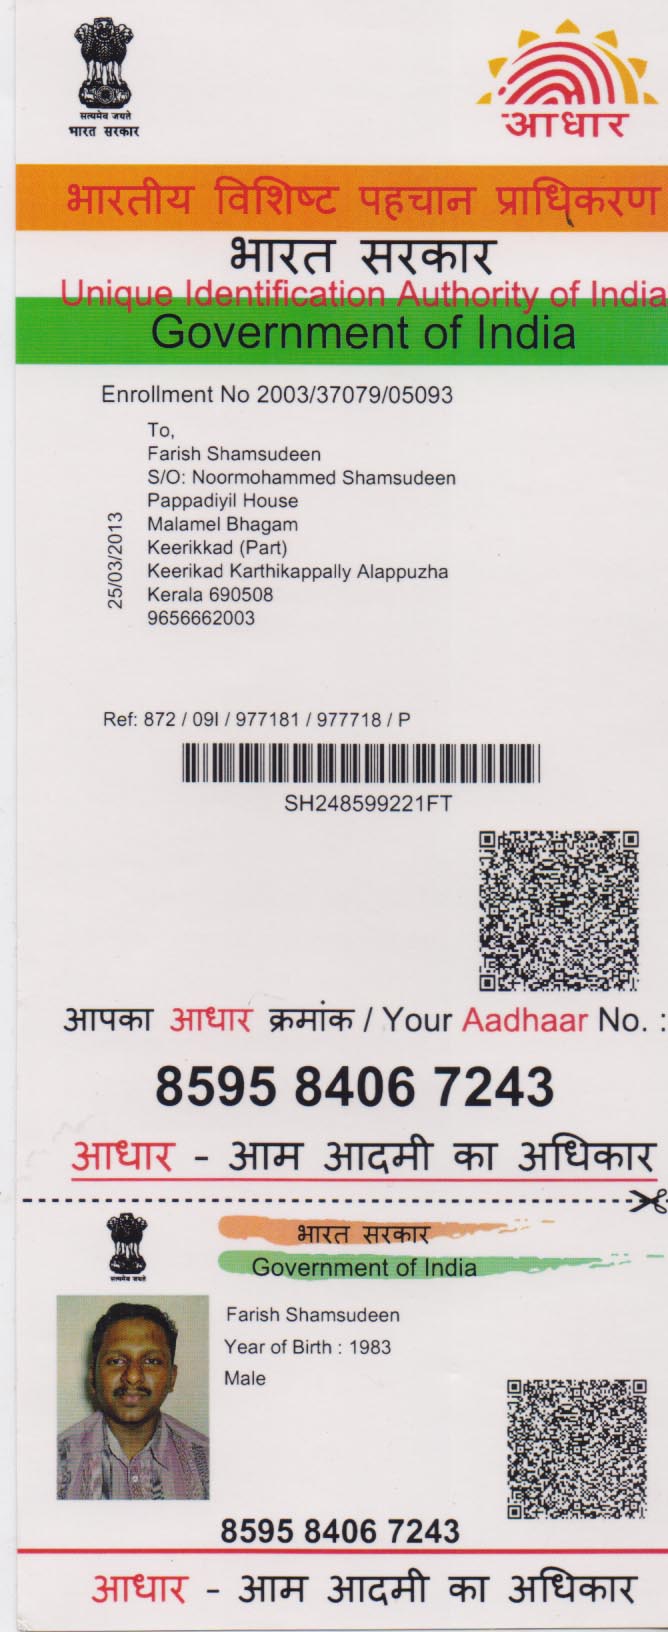 सत्यमेव जयते
भारत सरकार
आधार
भारतीय विशिष्ट पहचान प्राधिकरण
भारत सरकार
Unique Identification Authority of India
Government of India
Enrollment No 2003/37079/05093
To,
Farish Shamsudeen
S/O: Noormohammed Shamsudeen
Pappadiyil House
Malamel Bhagam
Keerikkad (Part)
Keerikad Karthikappally Alappuzha
Kerala 690508
9656662003
25/03/2013
Ref: 872 / 09I / 977181 / 977718 / P
SH248599221FT
आपका आधार क्रमांक / Your Aadhaar No. :
8595 8406 7243
आधार - आम आदमी का अधिकार
सत्यमेव जयते
भारत सरकार
Government of India
Farish Shamsudeen
Year of Birth : 1983
Male
8595 8406 7243
आधार - आम आदमी का अधिकार